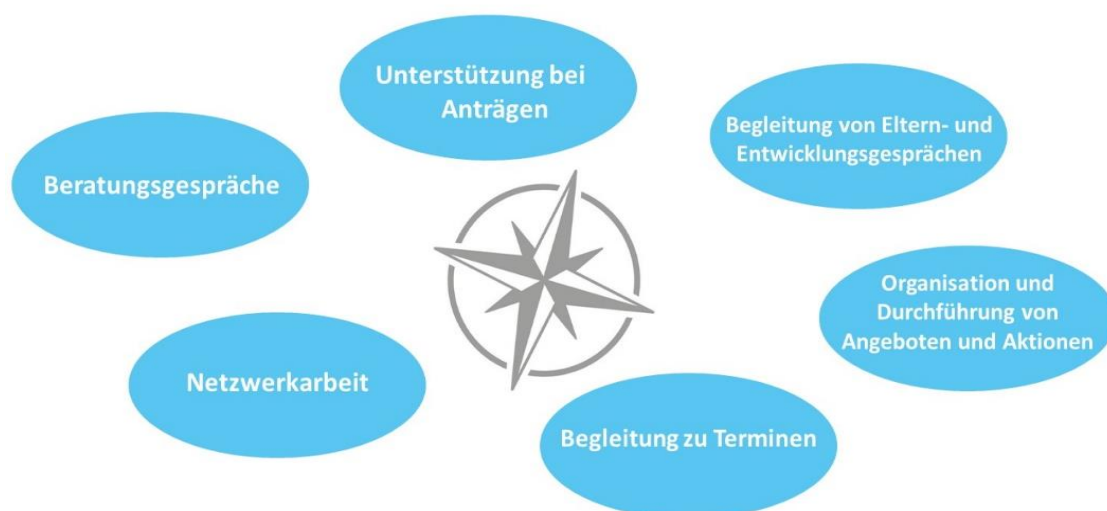 Unterstützung bei
Anträgen
Begleitung von Eltern- und
Entwicklungsgesprächen
Beratungsgespräche
Organisation und
Durchführung von
Angeboten und Aktionen
Netzwerkarbeit
Begleitung zu Terminen